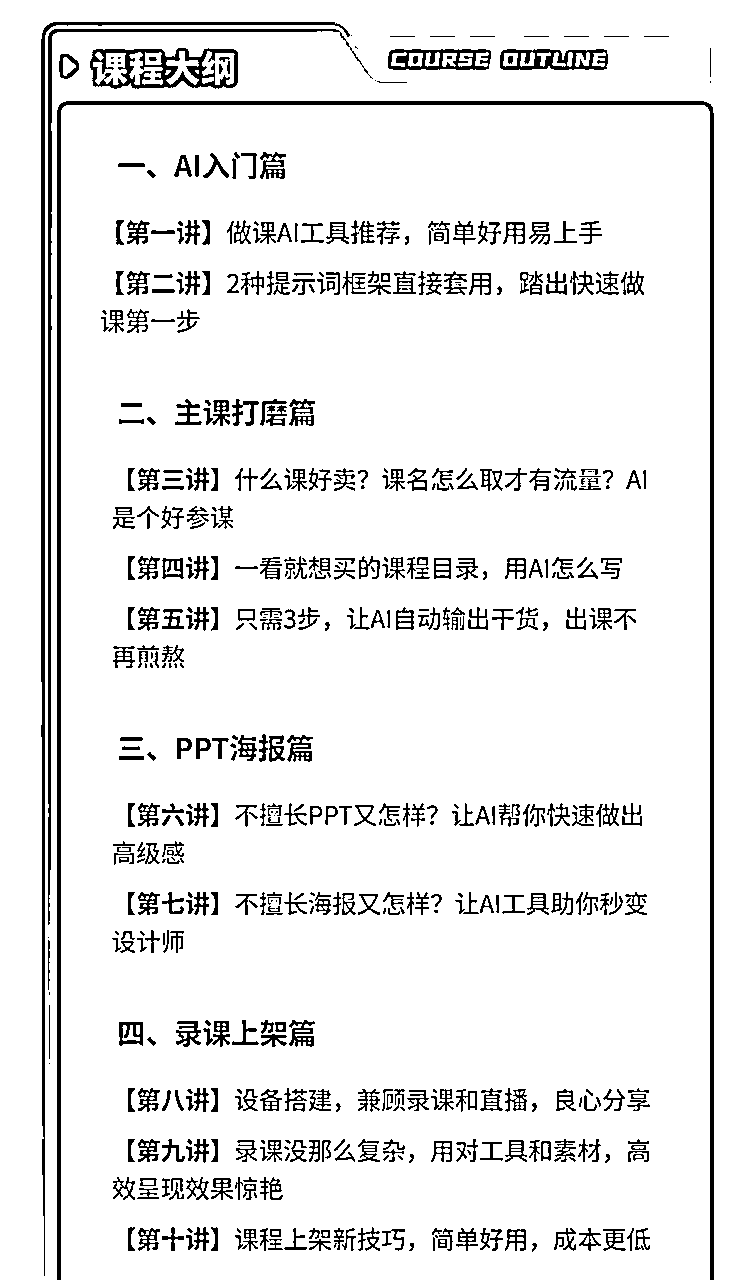 课程大纲
COURSE OUTLINE
一、AI入门篇
【第一讲】做课AI工具推荐，简单好用易上手
【第二讲】2种提示词框架直接套用，踏出快速做
课第一步
二、主课打磨篇
【第三讲】什么课好卖？课名怎么取才有流量？AI
是个好参谋
【第四讲】一看就想买的课程目录，用AI怎么写
【第五讲】只需3步，让AI自动输出干货，出课不
再煎熬
三、PPT海报篇
【第六讲】不擅长PPT又怎样？让AI帮你快速做出
高级感
【第七讲】不擅长海报又怎样？让AI工具助你秒变
设计师
四、录课上架篇
【第八讲】设备搭建，兼顾录课和直播，良心分享
【第九讲】录课没那么复杂，用对工具和素材，高
效呈现效果惊艳
【第十讲】课程上架新技巧，简单好用，成本更低